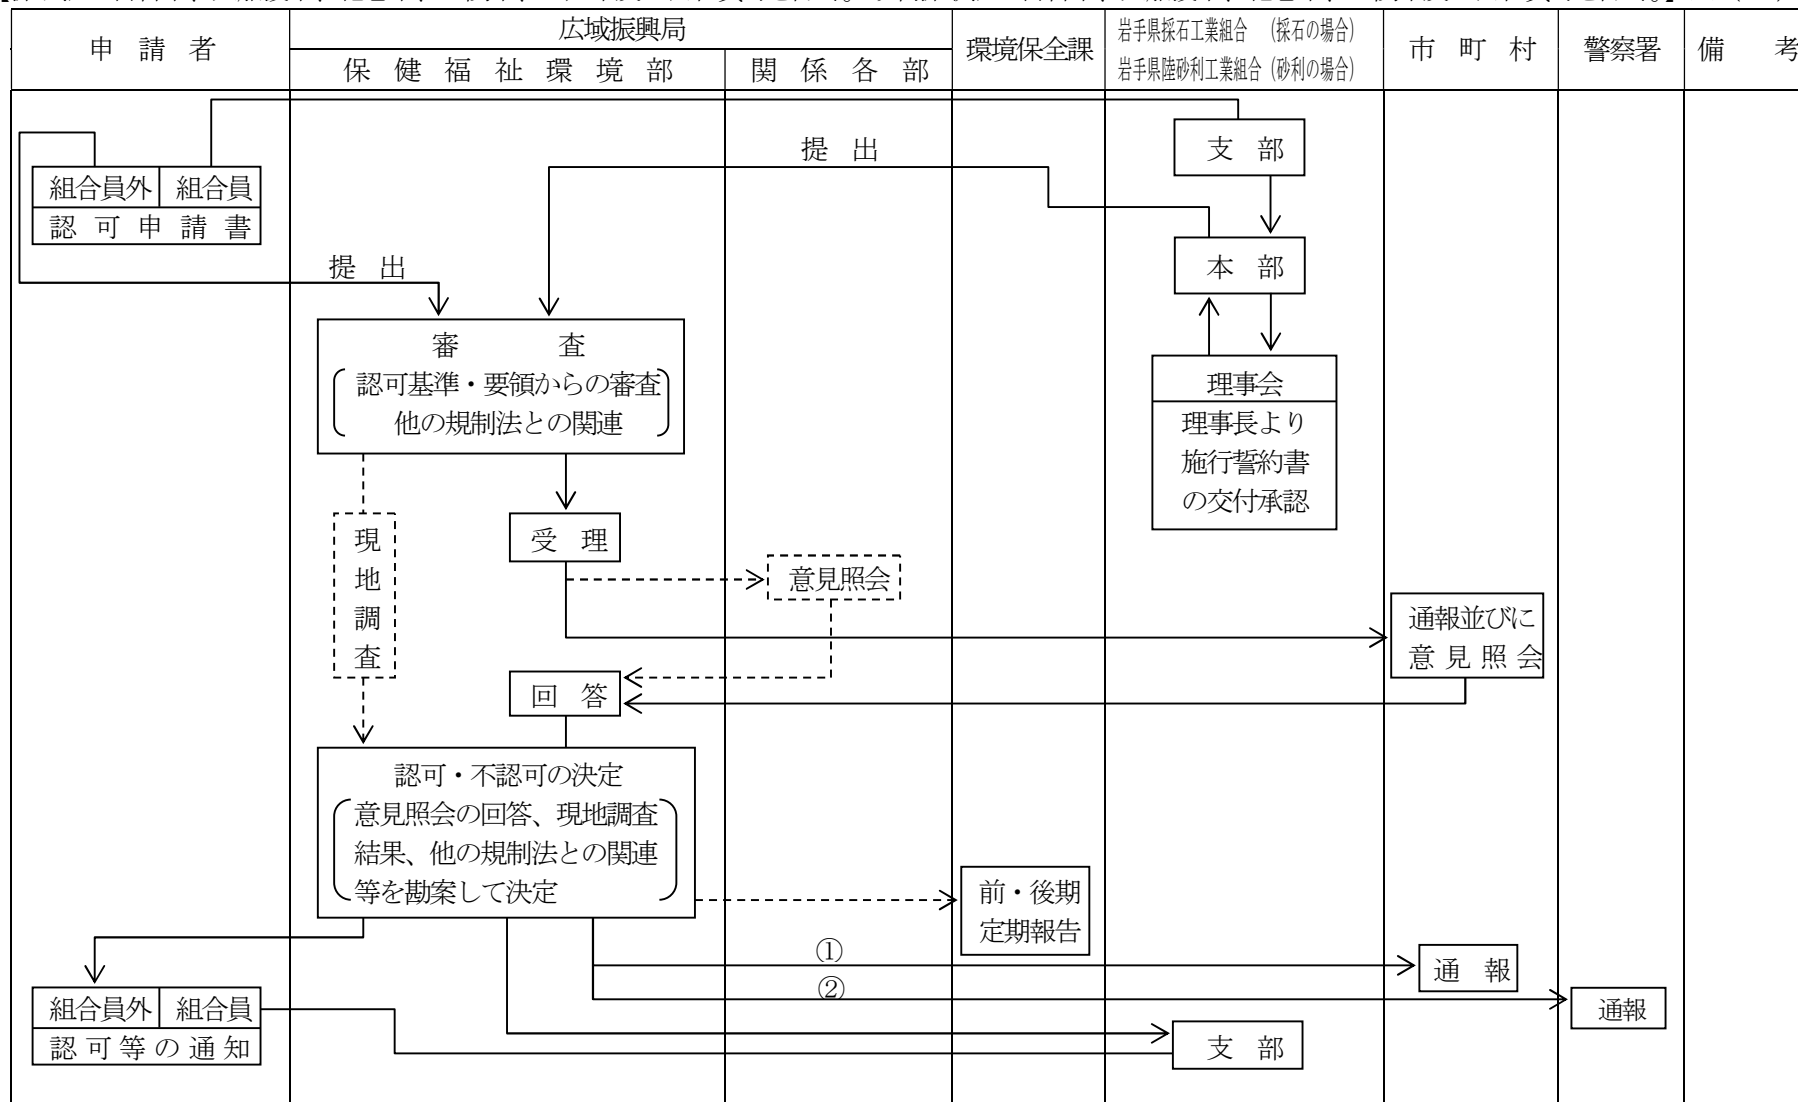 申請者
広域振興局
保健福祉環境部
関係各部
環境保全課
岩手県採石工業組合 (採石の場合)
岩手県陸砂利工業組合 (砂利の場合)
市町村
警察署
備考
組合員外 組合員
認可申請書
提出
提出
支部
本部
理事会
理事長より
施行誓約書
の交付承認
審査
認可基準・要領からの審査
他の規制法との関連
現地調査
受理
意見照会
通報並びに
意見照会
回答
認可・不認可の決定
意見照会の回答、現地調査
結果、他の規制法との関連
等を勘案して決定
前・後期
定期報告
①
通報
②
通報
組合員外 組合員
認可等の通知
支部